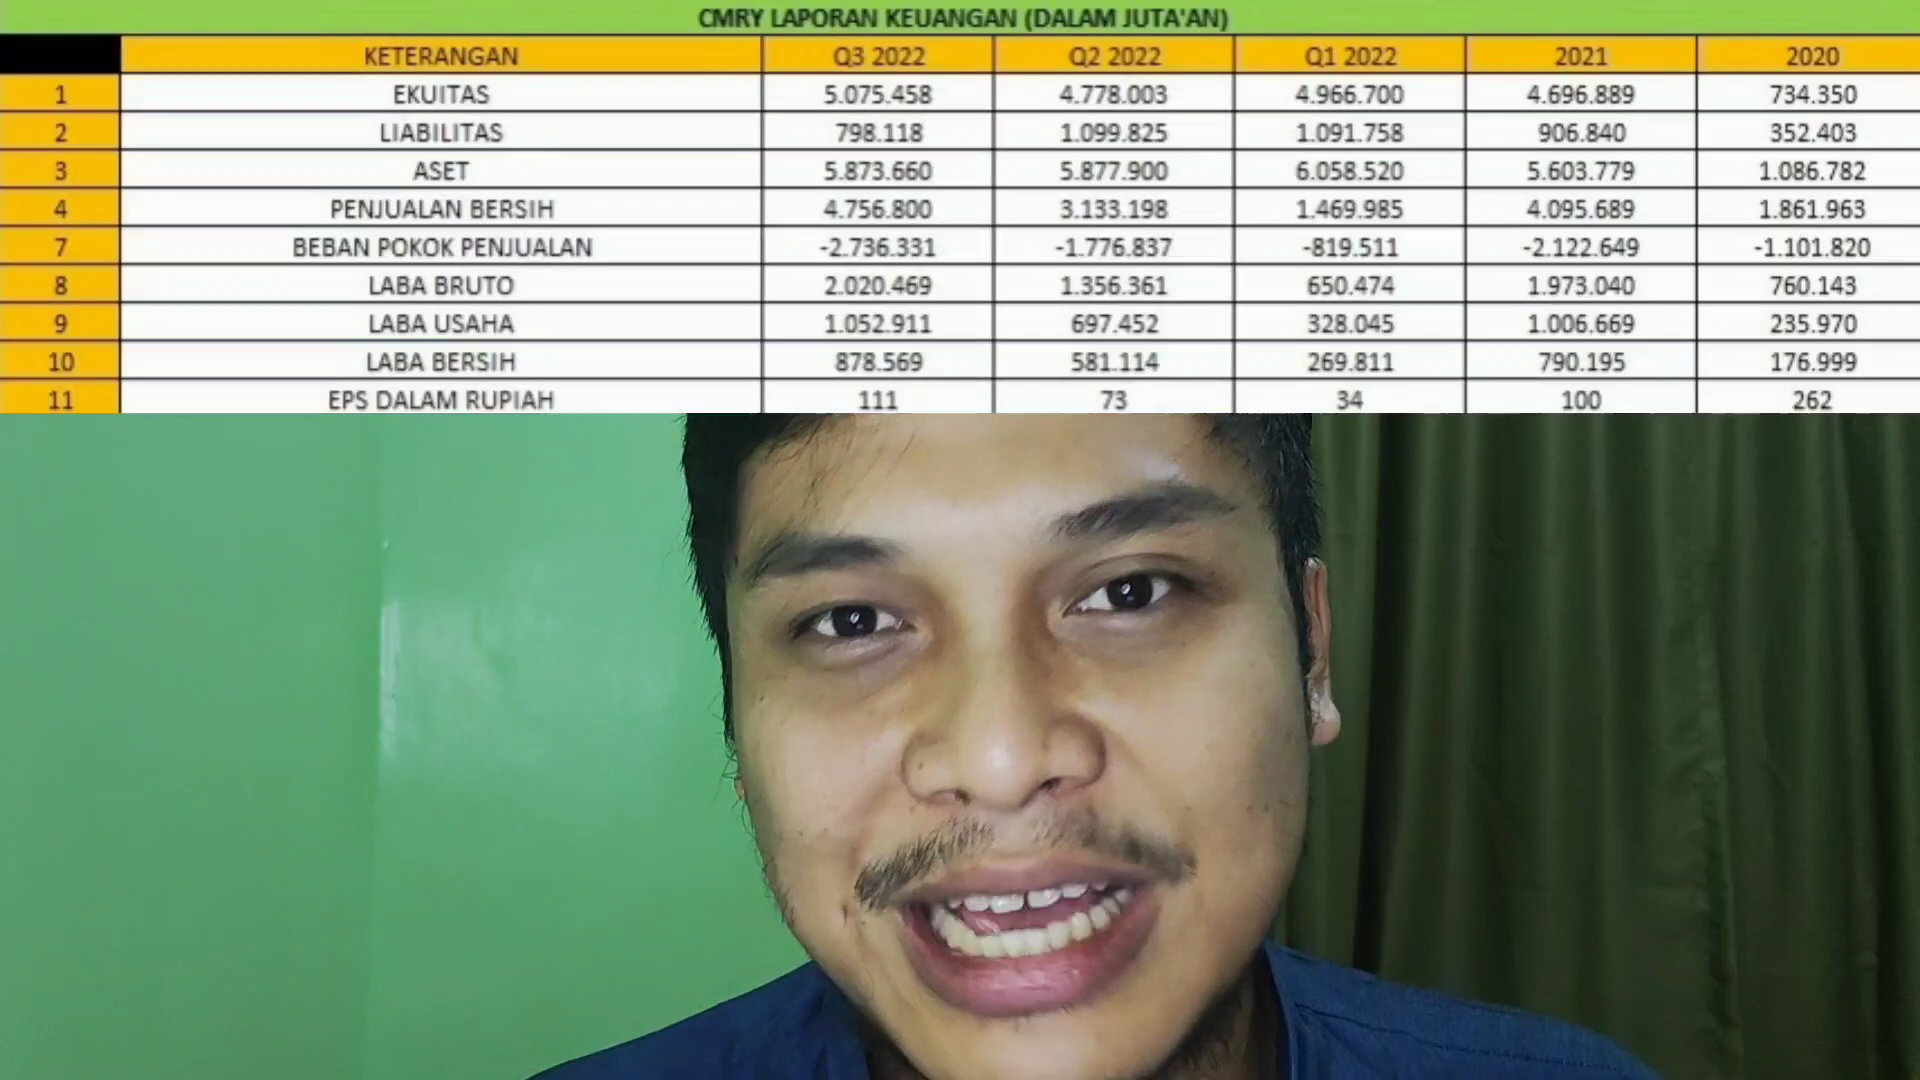 CMRY LAPORAN KEUANGAN (DALAM JUTA'AN)
KETERANGAN Q3 2022 Q2 2022 Q1 2022 2021 2020
1 EKUITAS 5.075.458 4.778.003 4.966.700 4.696.889 734.350
2 LIABILITAS 798.118 1.099.825 1.091.758 906.840 352.403
3 ASET 5.873.660 5.877.900 6.058.520 5.603.779 1.086.782
4 PENJUALAN BERSIH 4.756.800 3.133.198 1.469.985 4.095.689 1.861.963
7 BEBAN POKOK PENJUALAN -2.736.331 -1.776.837 -819.511 -2.122.649 -1.101.820
8 LABA BRUTO 2.020.469 1.356.361 650.474 1.973.040 760.143
9 LABA USAHA 1.052.911 697.452 328.045 1.006.669 235.970
10 LABA BERSIH 878.569 581.114 269.811 790.195 176.999
11 EPS DALAM RUPIAH 111 73 34 100 262